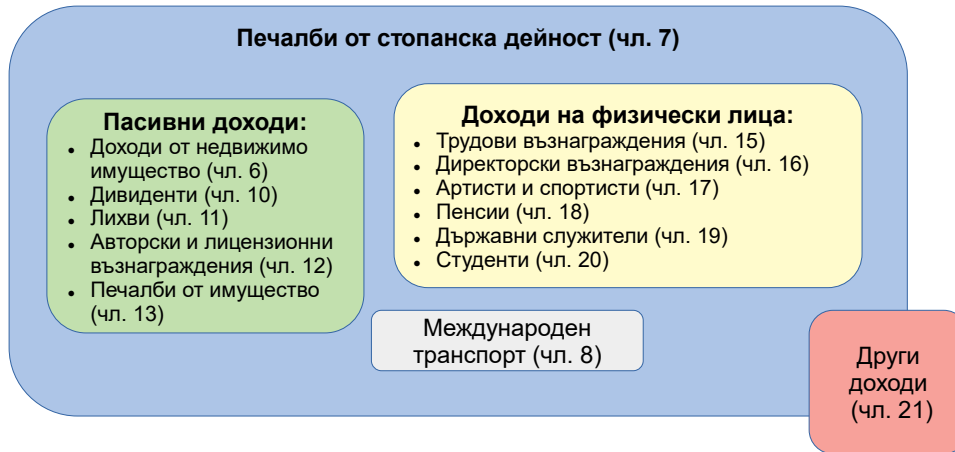 Печалби от стопанска дейност (чл. 7)
Пасивни доходи:
• Доходи от недвижимо
имущество (чл. 6)
• Дивиденти (чл. 10)
• Лихви (чл. 11)
• Авторски и лицензионни
възнаграждения (чл. 12)
• Печалби от имущество
(чл. 13)
Доходи на физически лица:
• Трудови възнаграждения (чл. 15)
• Директорски възнаграждения (чл. 16)
• Артисти и спортисти (чл. 17)
• Пенсии (чл. 18)
• Държавни служители (чл. 19)
• Студенти (чл. 20)
Международен
транспорт (чл. 8)
Други
доходи
(чл. 21)